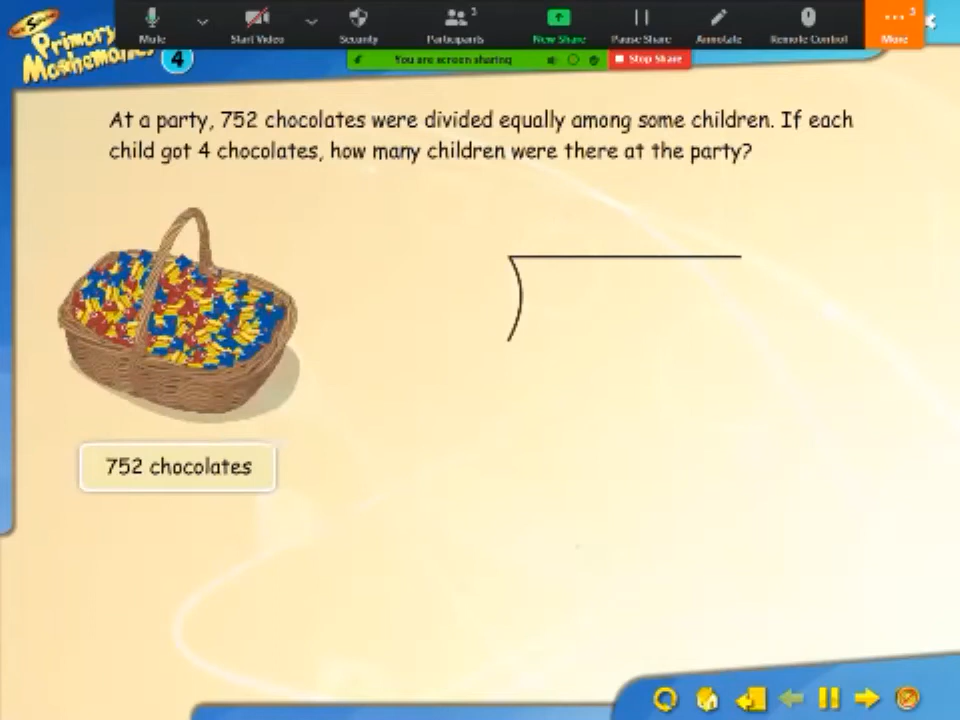 Primary
Mathematics
4
Mute
Start Video
Security
3
Participants
New Share
Pause Share
Annotate
Remote Control
3
More
You are screen sharing
Stop Share
At a party, 752 chocolates were divided equally among some children. If each
child got 4 chocolates, how many children were there at the party?
752 chocolates